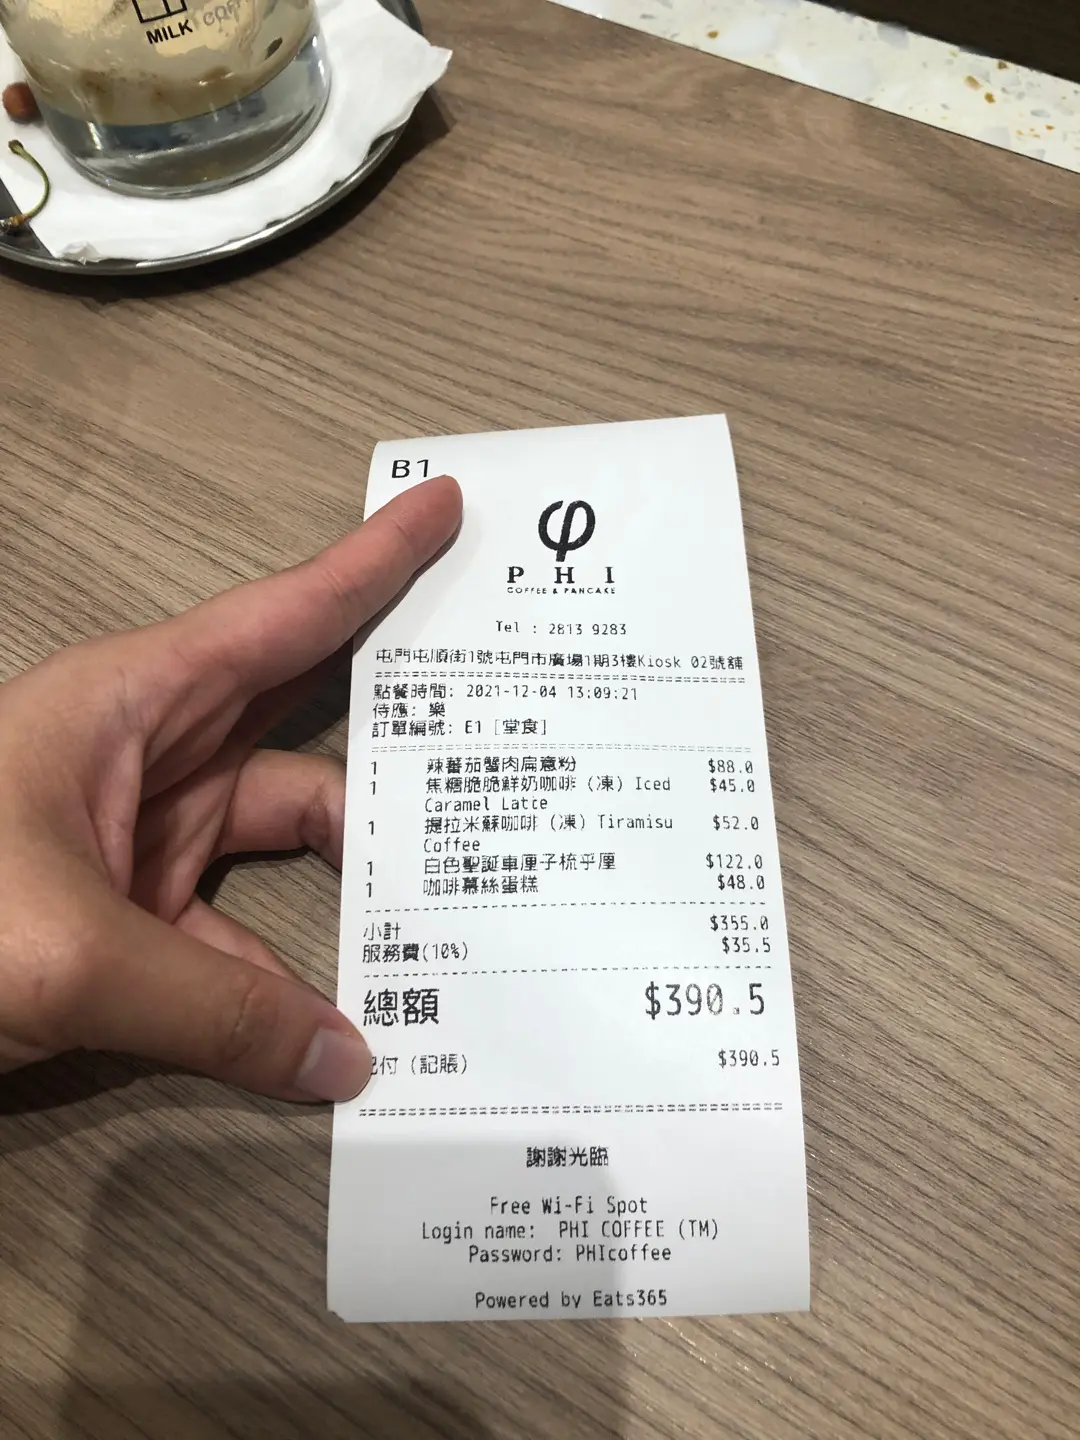 MILK COFF
B1
φ
PHI
COFFEE & PANCAKE
Tel : 2813 9283
屯門屯順街1號屯門市廣場1期3樓Kiosk 02號舖
點餐時間: 2021-12-04 13:09:21
侍應: 樂
訂單編號: E1 [堂食]
1 辣蕃茄蟹肉扁意粉 $88.0
1 焦糖脆脆鮮奶咖啡 (凍) Iced $45.0
Caramel Latte
1 提拉米蘇咖啡 (凍) Tiramisu $52.0
Coffee
1 白色聖誕車厘子梳乎厘 $122.0
1 咖啡慕絲蛋糕 $48.0
小計 $355.0
服務費(10%) $35.5
總額 $390.5
付 (記賬) $390.5
謝謝光臨
Free Wi-Fi Spot
Login name: PHI COFFEE (TM)
Password: PHIcoffee
Powered by Eats365